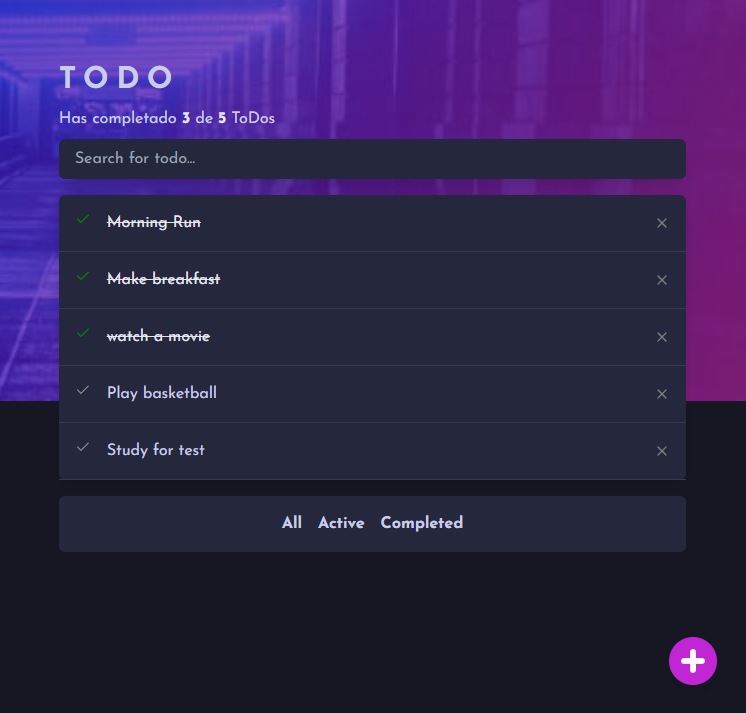 TODO
Has completado 3 de 5 ToDos
Search for todo...
Morning Run
Make breakfast
watch a movie
Play basketball
Study for test
All Active Completed